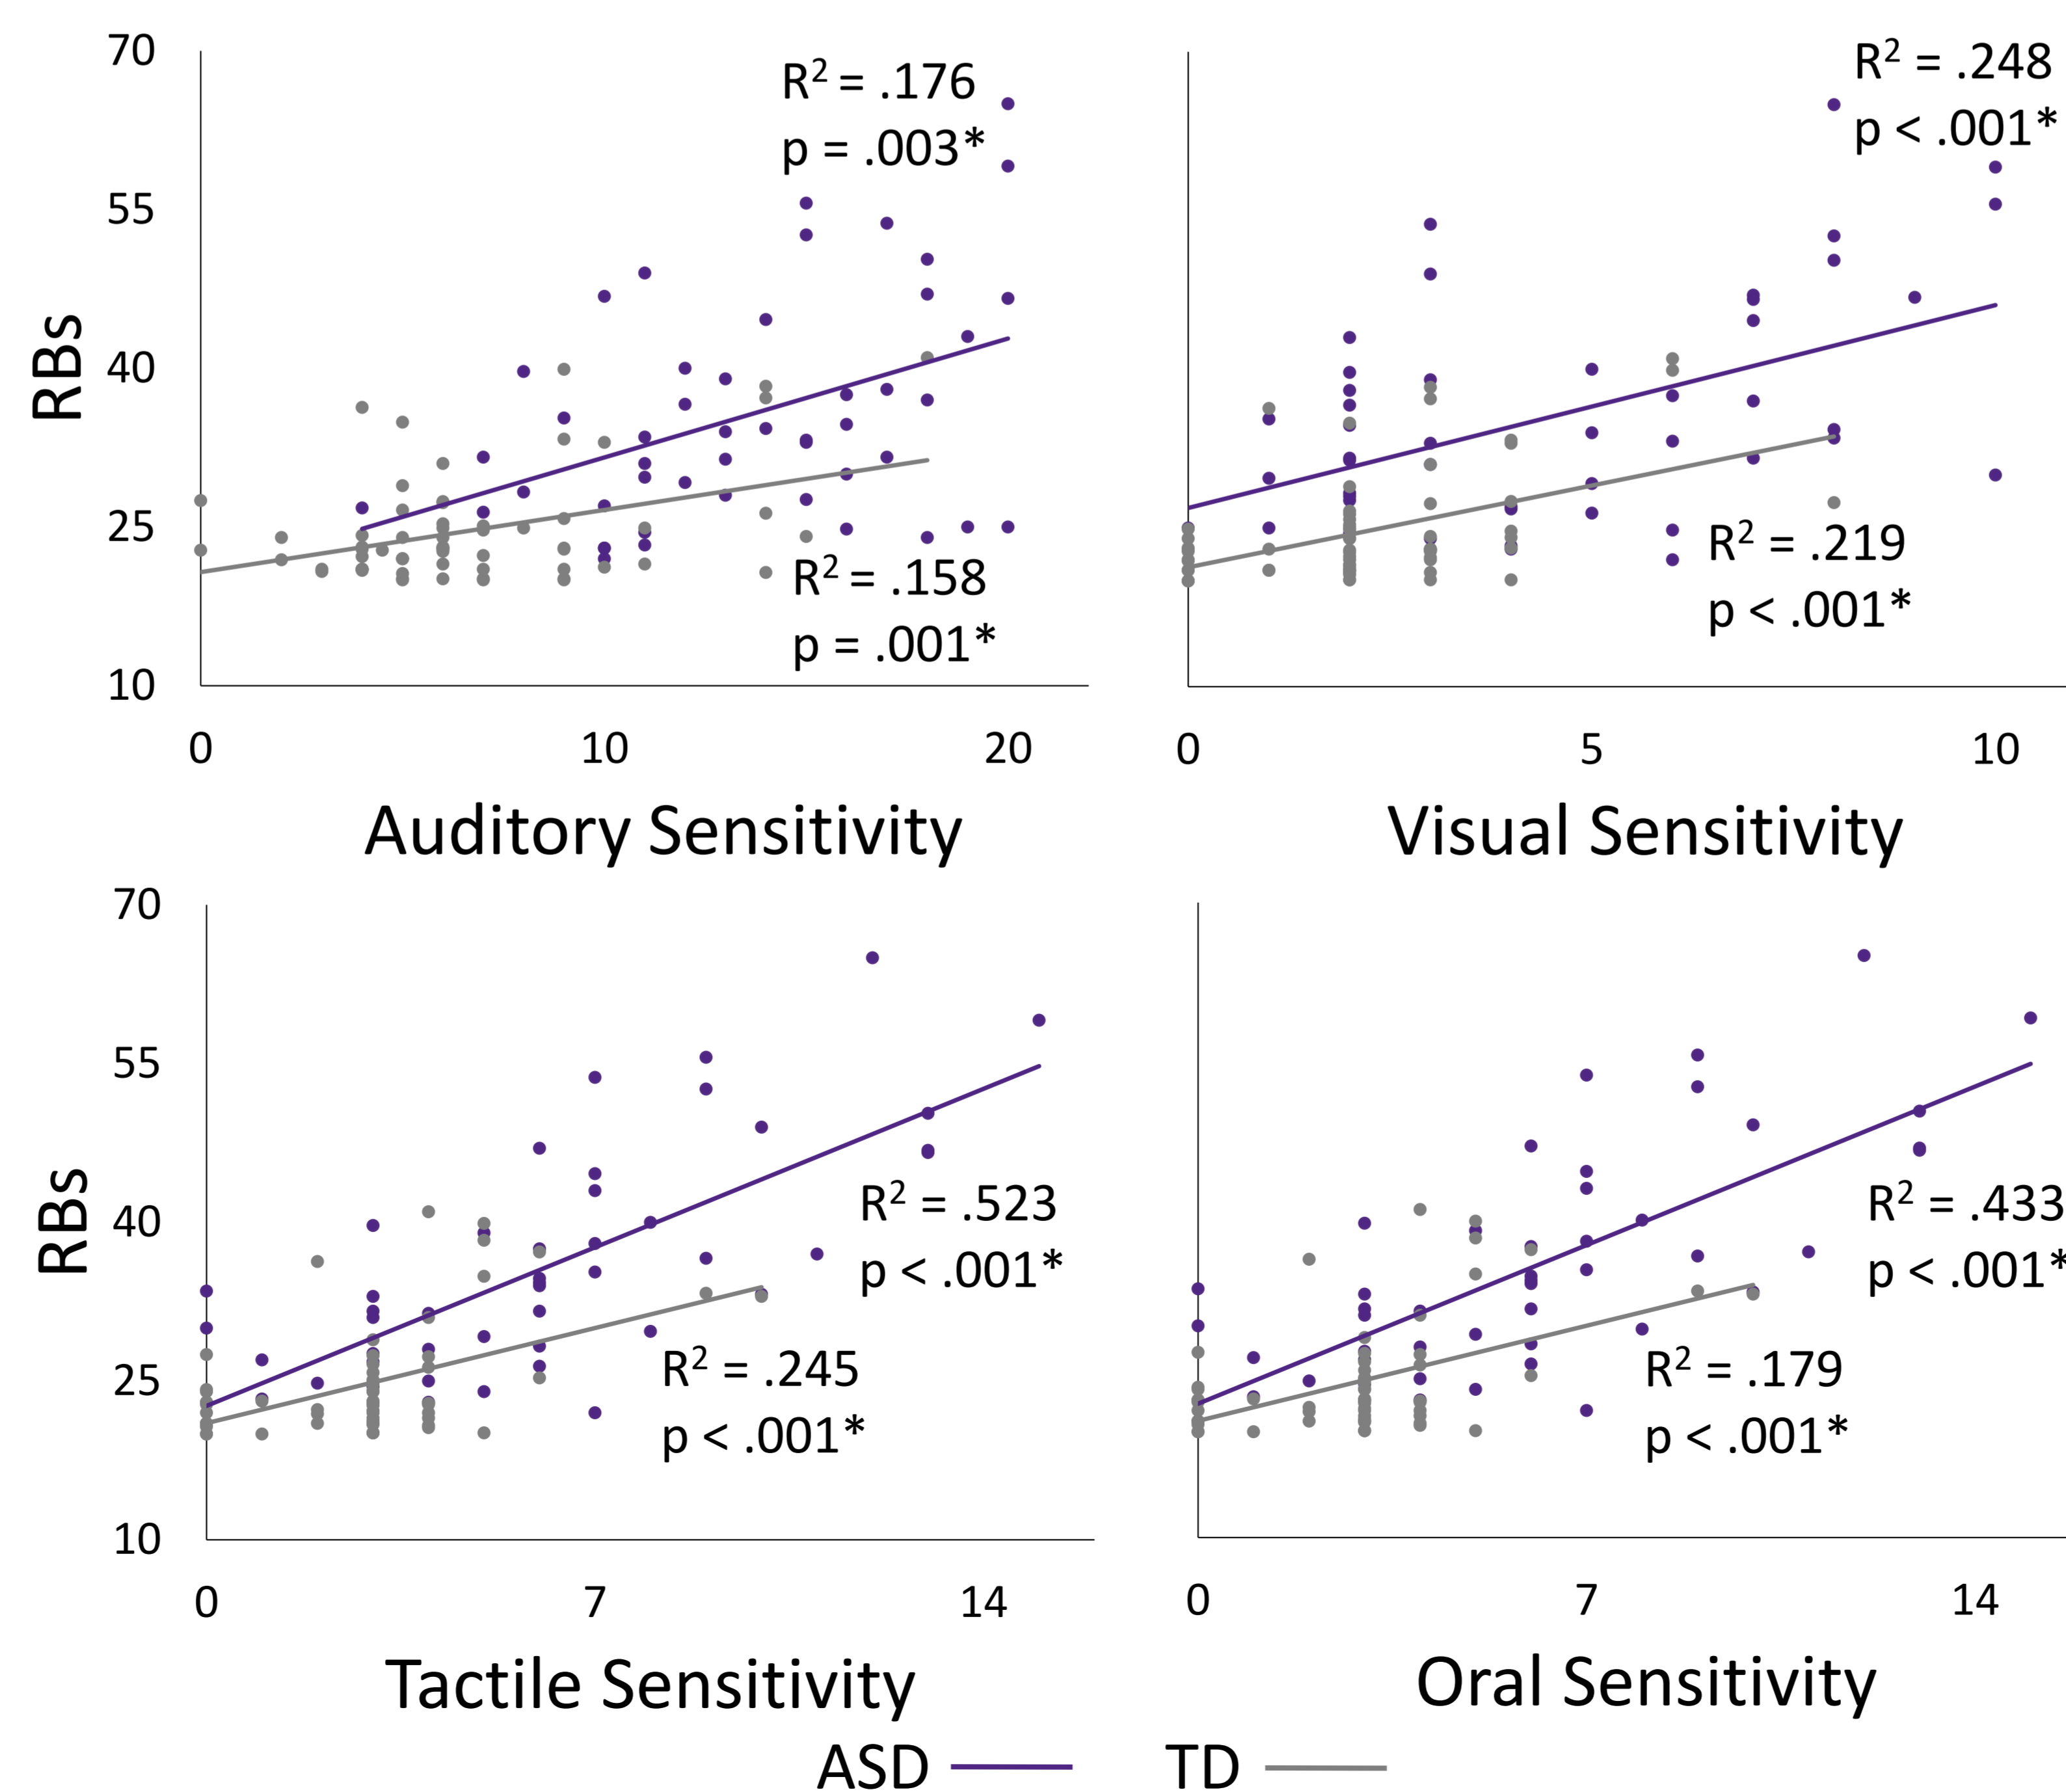 70
55
40
25
10
RBs
R² = .176
p = .003*
R² = .158
p = .001*
0 10 20
Auditory Sensitivity
R² = .248
p < .001*
R² = .219
p < .001*
0 5 10
Visual Sensitivity
70
55
40
25
10
RBs
R² = .523
p < .001*
R² = .245
p < .001*
0 7 14
Tactile Sensitivity
R² = .433
p < .001*
R² = .179
p < .001*
0 7 14
Oral Sensitivity
ASD TD